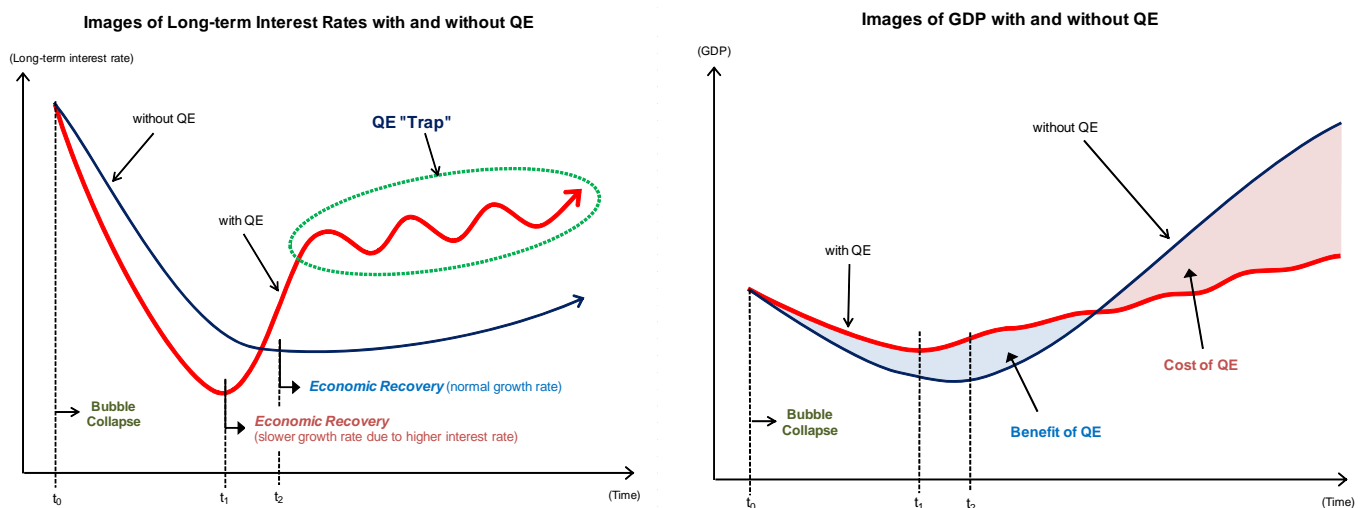 Images of Long-term Interest Rates with and without QE
(Long-term interest rate)
without QE
QE "Trap"
with QE
Economic Recovery (normal growth rate)
Bubble
Collapse
Economic Recovery
(slower growth rate due to higher interest rate)
t0
t1
t2
(Time)
Images of GDP with and without QE
(GDP)
without QE
with QE
Cost of QE
Bubble
Collapse
Benefit of QE
t0
t1
t2
(Time)